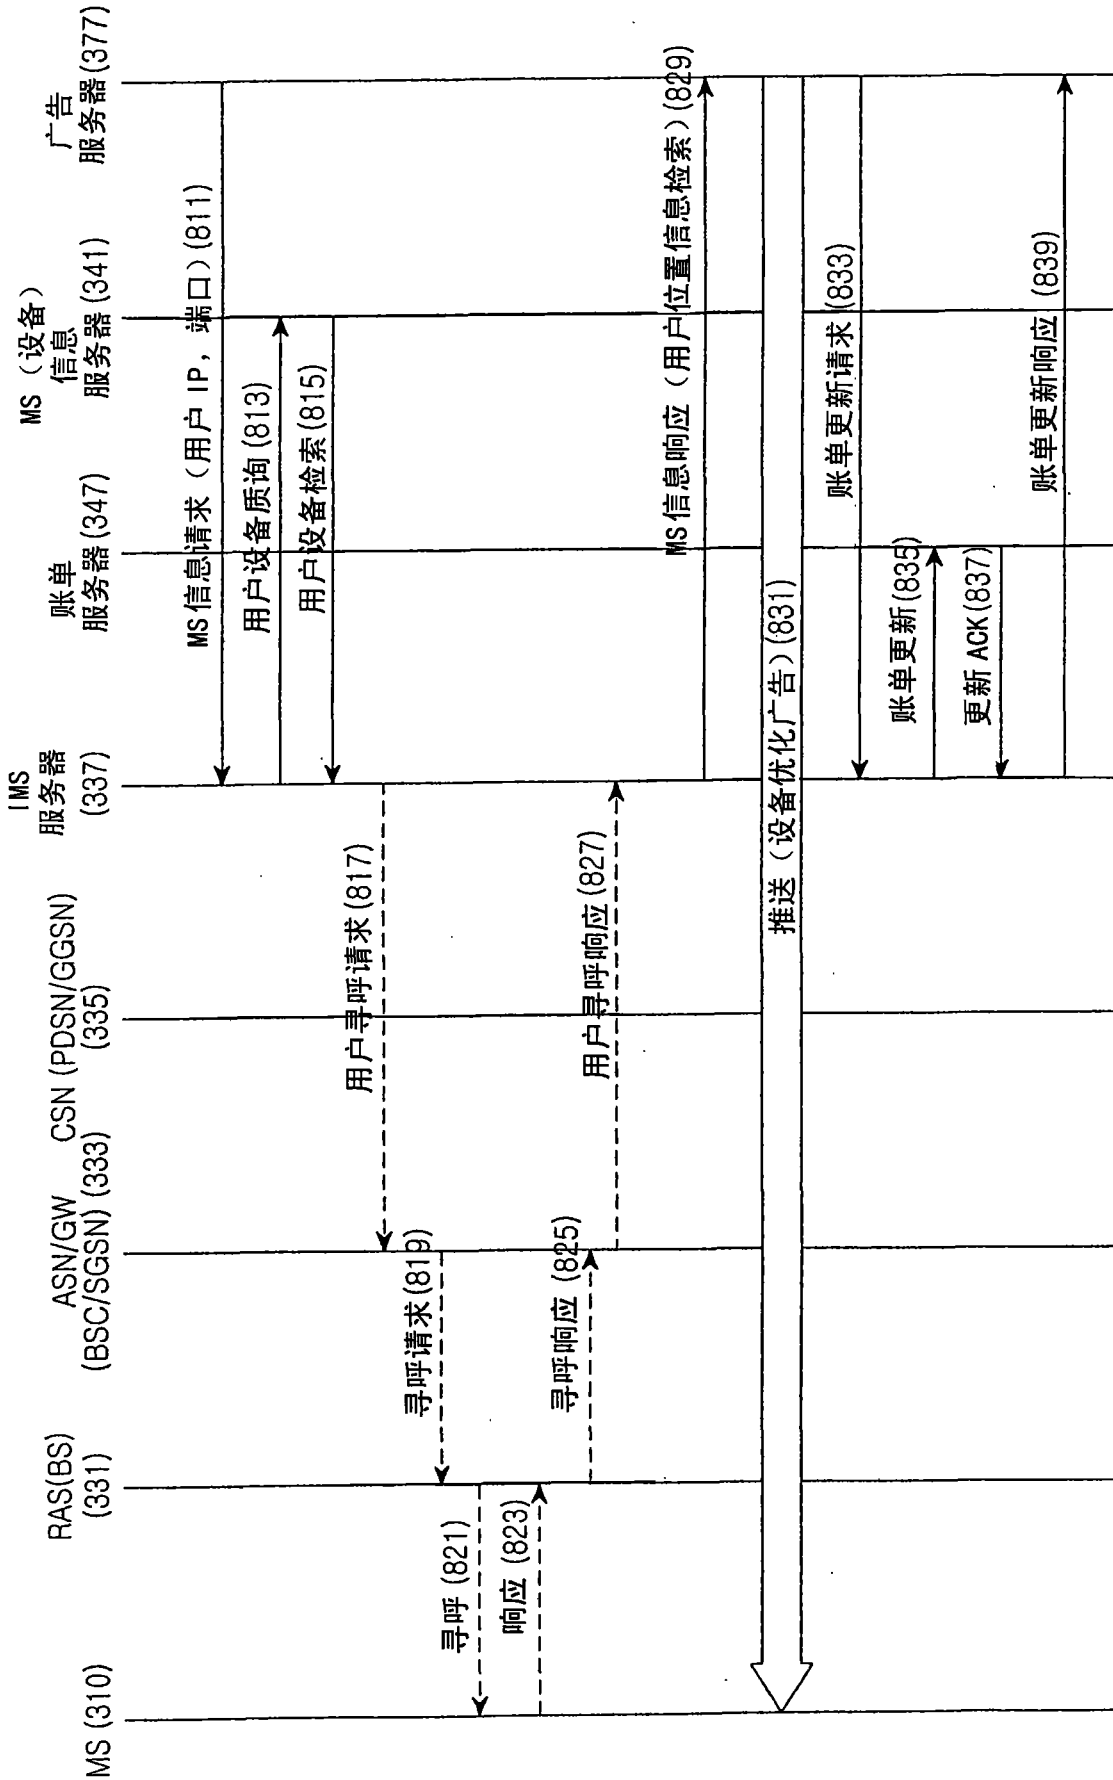 MS (310)
RAS(BS)
(331)
ASN/GW
(BSC/SGSN) (333)
CSN (PDSN/GGSN)
(335)
IMS
服务器
(337)
账单
服务器(347)
MS（设备）
信息
服务器(341)
广告
服务器(377)
MS信息请求（用户 IP，端口）(811)
用户设备质询(813)
用户设备检索(815)
用户寻呼请求(817)
寻呼请求(819)
寻呼(821)
响应(823)
寻呼响应(825)
用户寻呼响应(827)
MS信息响应（用户位置信息检索）(829)
推送（设备优化广告）(831)
账单更新请求(833)
账单更新(835)
更新 ACK(837)
账单更新响应 (839)